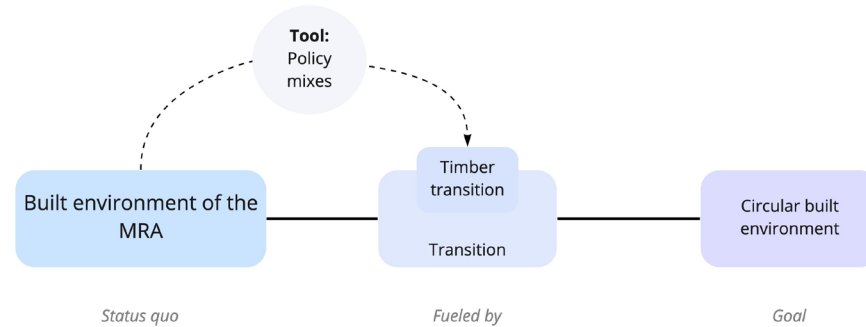 Tool:
Policy
mixes
Timber
transition
Built environment of the
MRA
Transition
Circular built
environment
Status quo
Fueled by
Goal